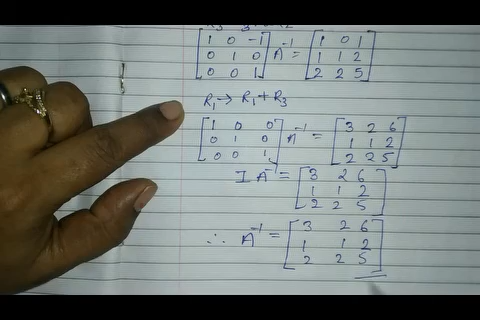 [1 0 -1; 0 1 0; 0 0 1] A⁻¹ = [1 0 1; 1 1 2; 2 2 5]
R₁ → R₁ + R₃
[1 0 0; 0 1 0; 0 0 1] A⁻¹ = [3 2 6; 1 1 2; 2 2 5]
I A⁻¹ = [3 2 6; 1 1 2; 2 2 5]
∴ A⁻¹ = [3 2 6; 1 1 2; 2 2 5]